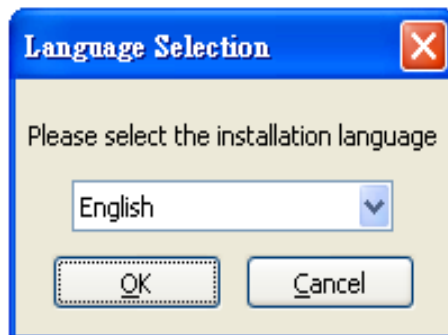 Language Selection
Please select the installation language
English
OK
Cancel